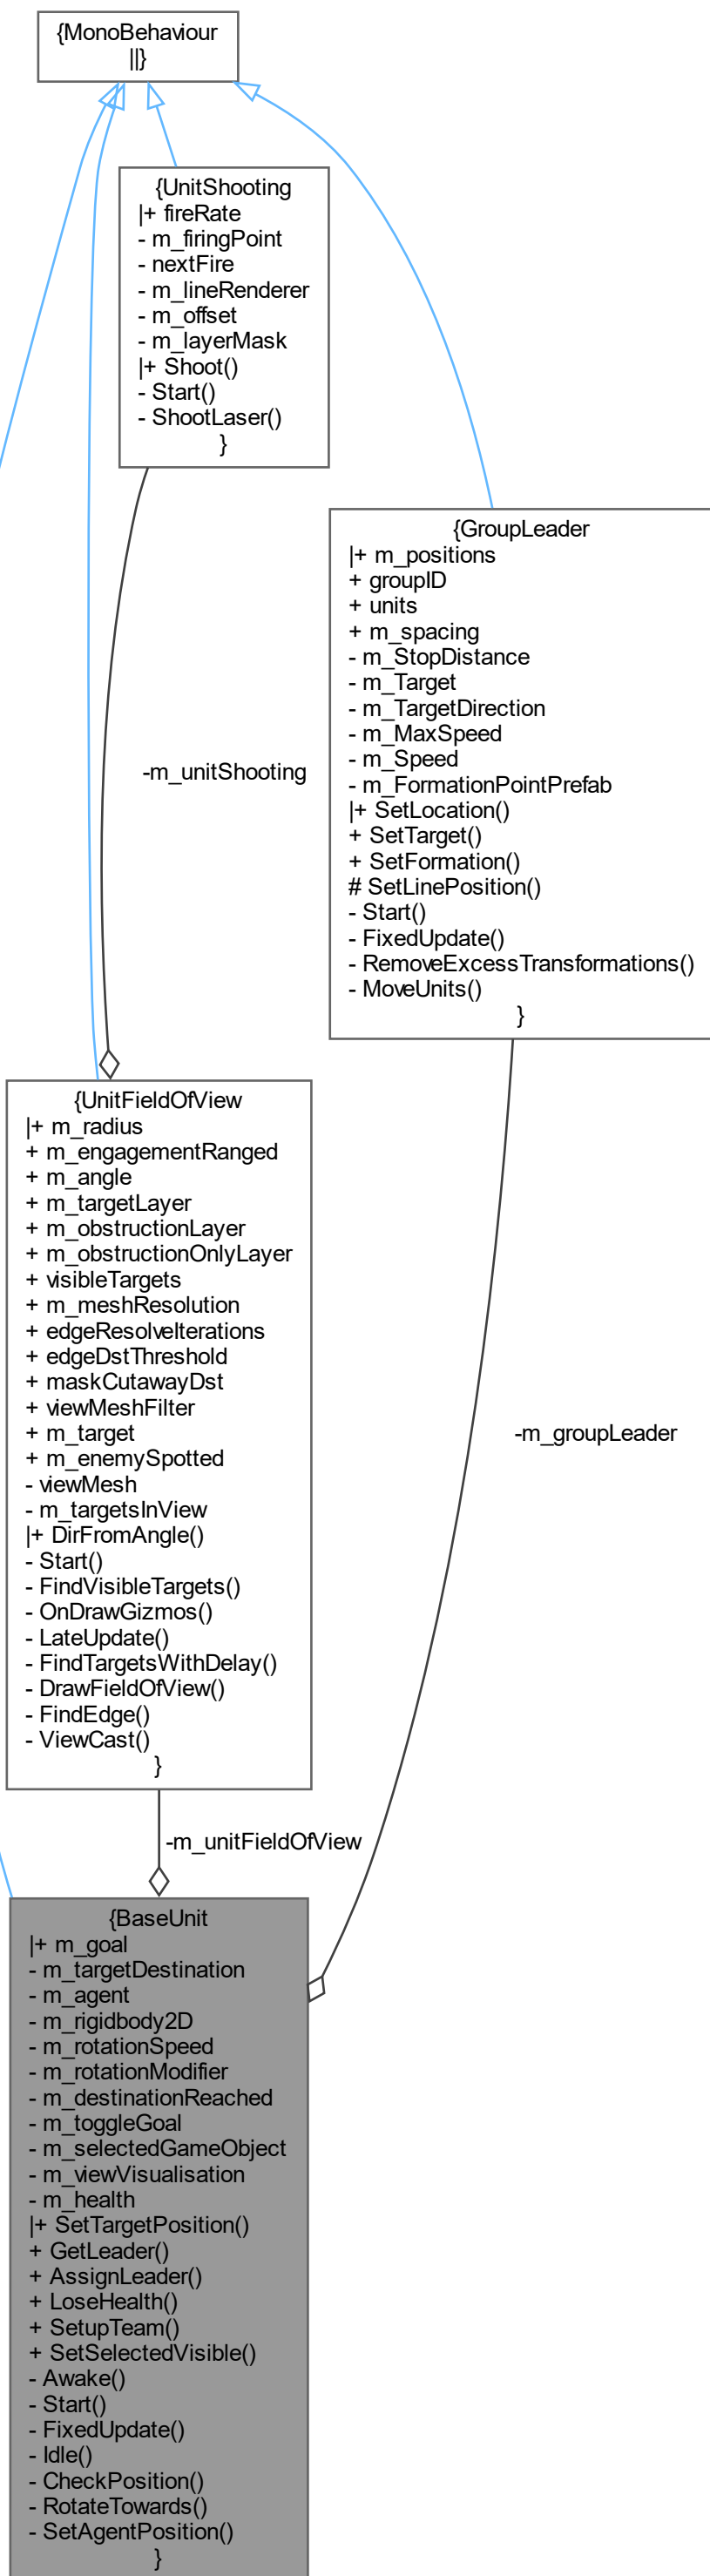 {MonoBehaviour
||}
{UnitShooting
|+ fireRate
- m_firingPoint
- nextFire
- m_lineRenderer
- m_offset
- m_layerMask
|+ Shoot()
- Start()
- ShootLaser()
}
{GroupLeader
|+ m_positions
+ groupID
+ units
+ m_spacing
- m_StopDistance
- m_Target
- m_TargetDirection
- m_MaxSpeed
- m_Speed
- m_FormationPointPrefab
|+ SetLocation()
+ SetTarget()
+ SetFormation()
# SetLinePosition()
- Start()
- FixedUpdate()
- RemoveExcessTransformations()
- MoveUnits()
}
-m_unitShooting
{UnitFieldOfView
|+ m_radius
+ m_engagementRanged
+ m_angle
+ m_targetLayer
+ m_obstructionLayer
+ m_obstructionOnlyLayer
+ visibleTargets
+ m_meshResolution
+ edgeResolveIterations
+ edgeDstThreshold
+ maskCutawayDst
+ viewMeshFilter
+ m_target
+ m_enemySpotted
- viewMesh
- m_targetsInView
|+ DirFromAngle()
- Start()
- FindVisibleTargets()
- OnDrawGizmos()
- LateUpdate()
- FindTargetsWithDelay()
- DrawFieldOfView()
- FindEdge()
- ViewCast()
}
-m_groupLeader
-m_unitFieldOfView
{BaseUnit
|+ m_goal
- m_targetDestination
- m_agent
- m_rigidbody2D
- m_rotationSpeed
- m_rotationModifier
- m_destinationReached
- m_toggleGoal
- m_selectedGameObject
- m_viewVisualisation
- m_health
|+ SetTargetPosition()
+ GetLeader()
+ AssignLeader()
+ LoseHealth()
+ SetupTeam()
+ SetSelectedVisible()
- Awake()
- Start()
- FixedUpdate()
- Idle()
- CheckPosition()
- RotateTowards()
- SetAgentPosition()
}